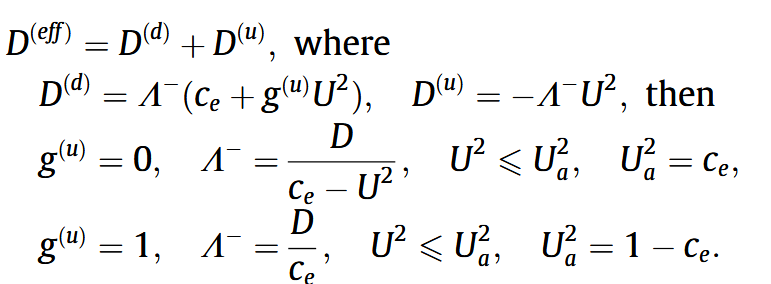 D^(eff) = D^(d) + D^(u), where
D^(d) = Λ^−(c_e + g^(u)U^2), D^(u) = −Λ^−U^2, then
g^(u) = 0, Λ^− = D/(c_e − U^2), U^2 ⩽ U_a^2, U_a^2 = c_e,
g^(u) = 1, Λ^− = D/c_e, U^2 ⩽ U_a^2, U_a^2 = 1 − c_e.